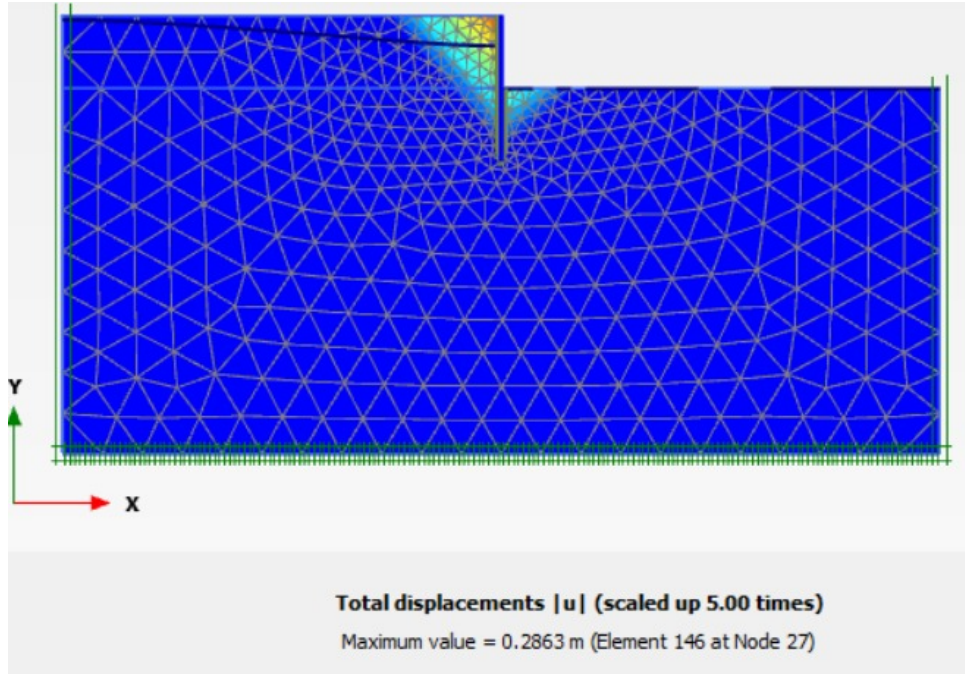 Y
X
Total displacements |u| (scaled up 5.00 times)
Maximum value = 0.2863 m (Element 146 at Node 27)